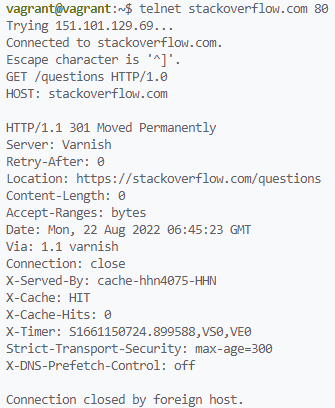 vagrant@vagrant:~$ telnet stackoverflow.com 80
Trying 151.101.129.69...
Connected to stackoverflow.com.
Escape character is '^]'.
GET /questions HTTP/1.0
HOST: stackoverflow.com

HTTP/1.1 301 Moved Permanently
Server: Varnish
Retry-After: 0
Location: https://stackoverflow.com/questions
Content-Length: 0
Accept-Ranges: bytes
Date: Mon, 22 Aug 2022 06:45:23 GMT
Via: 1.1 varnish
Connection: close
X-Served-By: cache-hhn4075-HHN
X-Cache: HIT
X-Cache-Hits: 0
X-Timer: S1661150724.899588,VS0,VE0
Strict-Transport-Security: max-age=300
X-DNS-Prefetch-Control: off

Connection closed by foreign host.